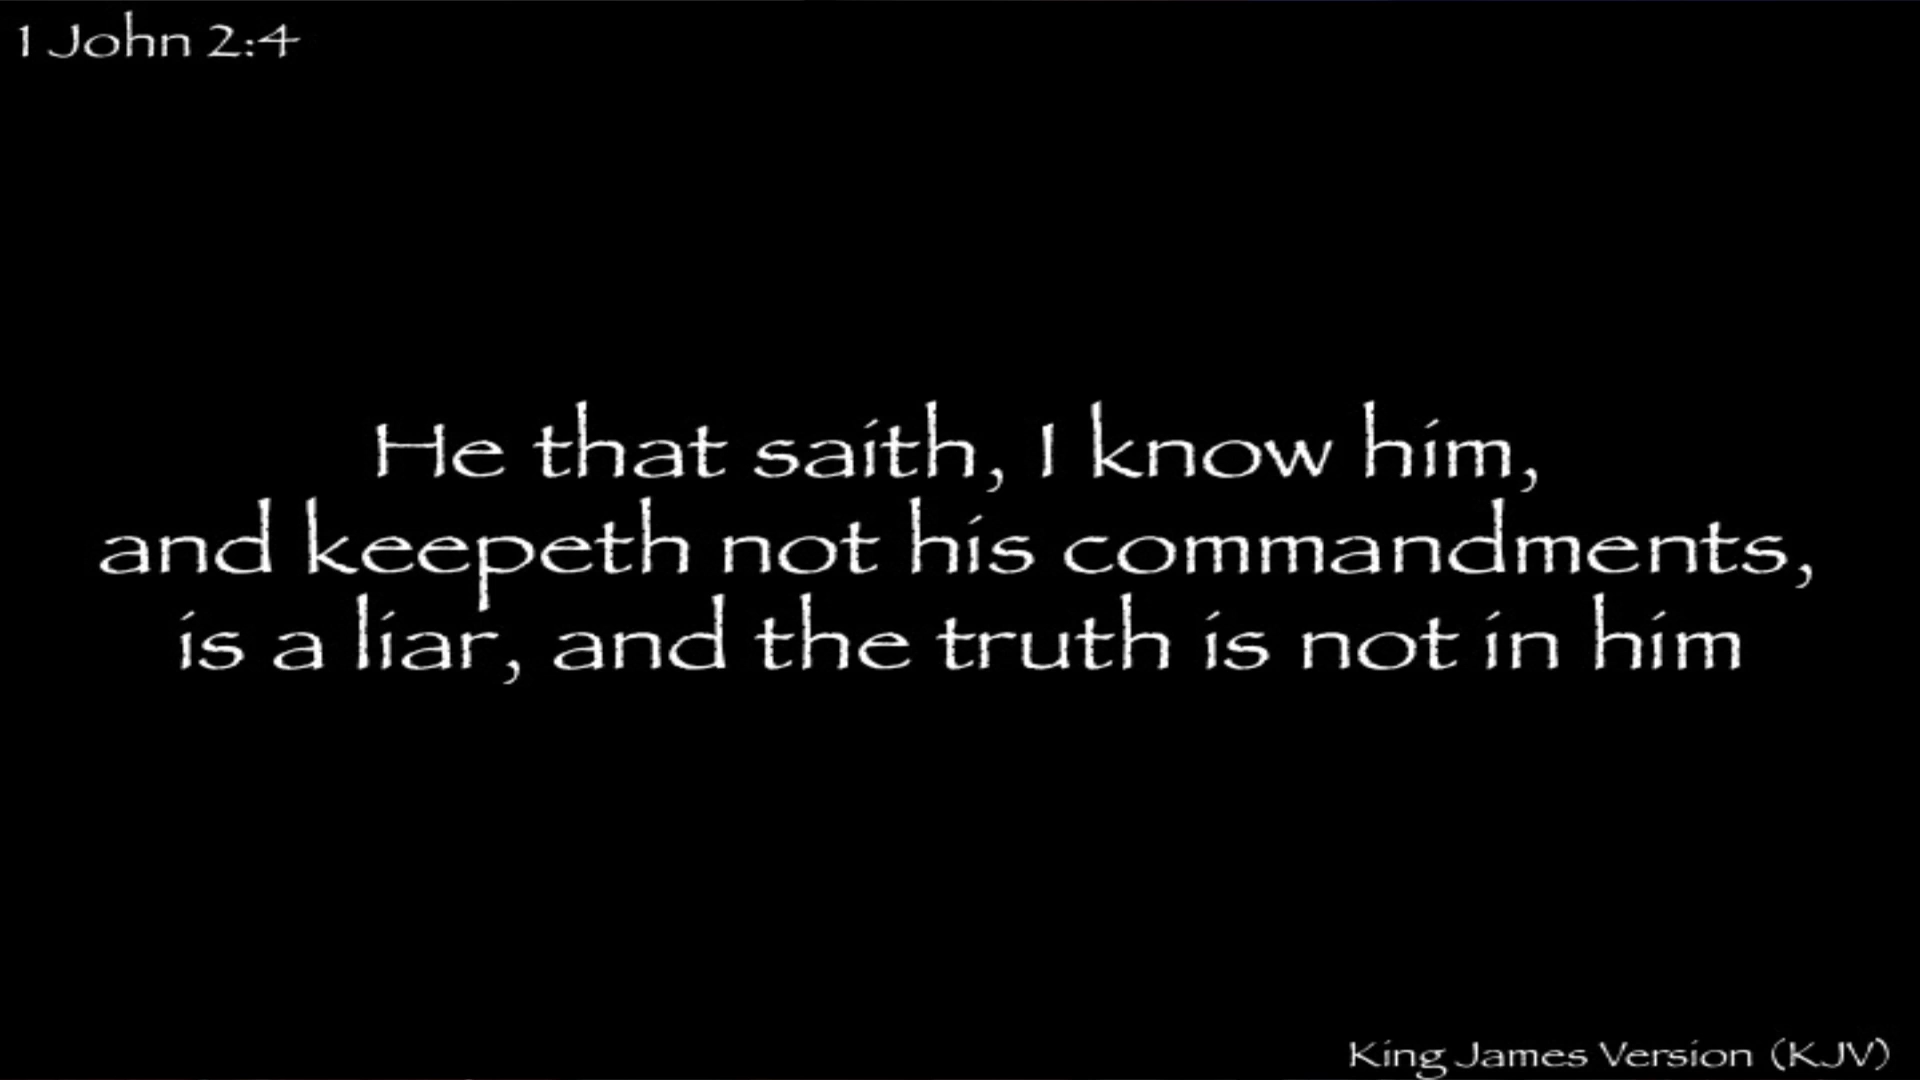 1 John 2:4
He that saith, I know him,
and keepeth not his commandments,
is a liar, and the truth is not in him
King James Version (KJV)